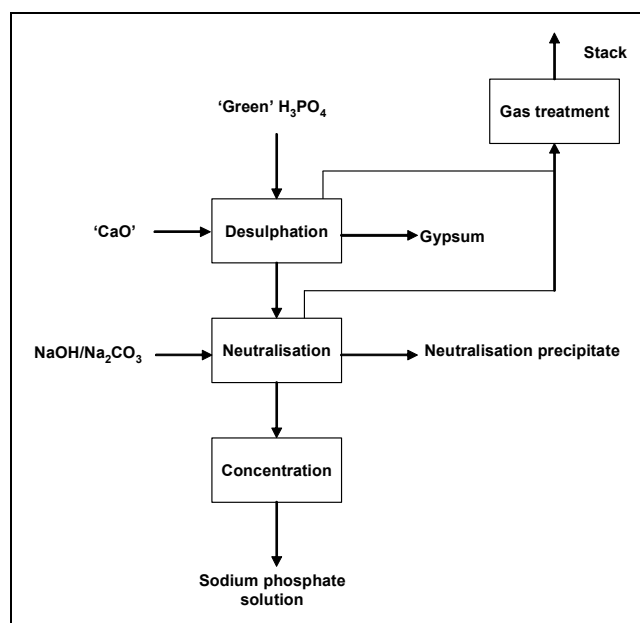 Stack
Gas treatment
‘Green’ H₃PO₄
‘CaO’
Desulphation
Gypsum
NaOH/Na₂CO₃
Neutralisation
Neutralisation precipitate
Concentration
Sodium phosphate
solution